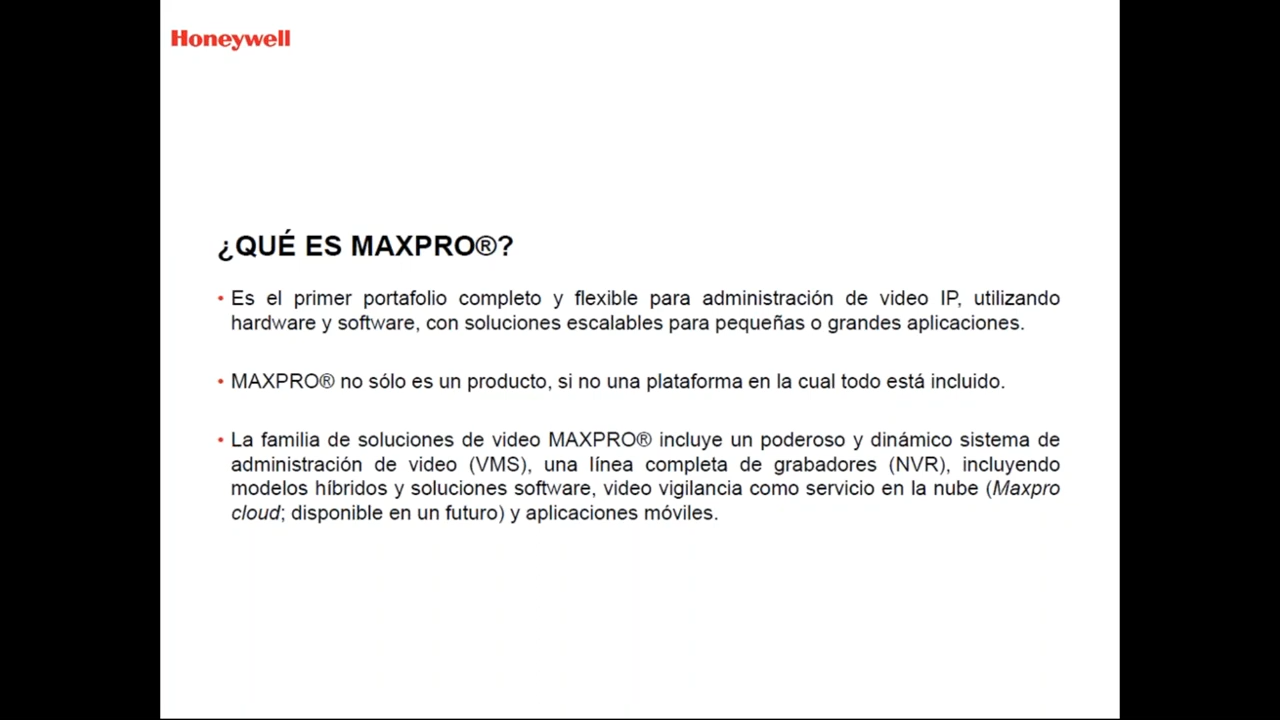 Honeywell
¿QUÉ ES MAXPRO®?
• Es el primer portafolio completo y flexible para administración de video IP, utilizando
hardware y software, con soluciones escalables para pequeñas o grandes aplicaciones.
• MAXPRO® no sólo es un producto, si no una plataforma en la cual todo está incluido.
• La familia de soluciones de video MAXPRO® incluye un poderoso y dinámico sistema de
administración de video (VMS), una línea completa de grabadores (NVR), incluyendo
modelos híbridos y soluciones software, video vigilancia como servicio en la nube (Maxpro
cloud; disponible en un futuro) y aplicaciones móviles.